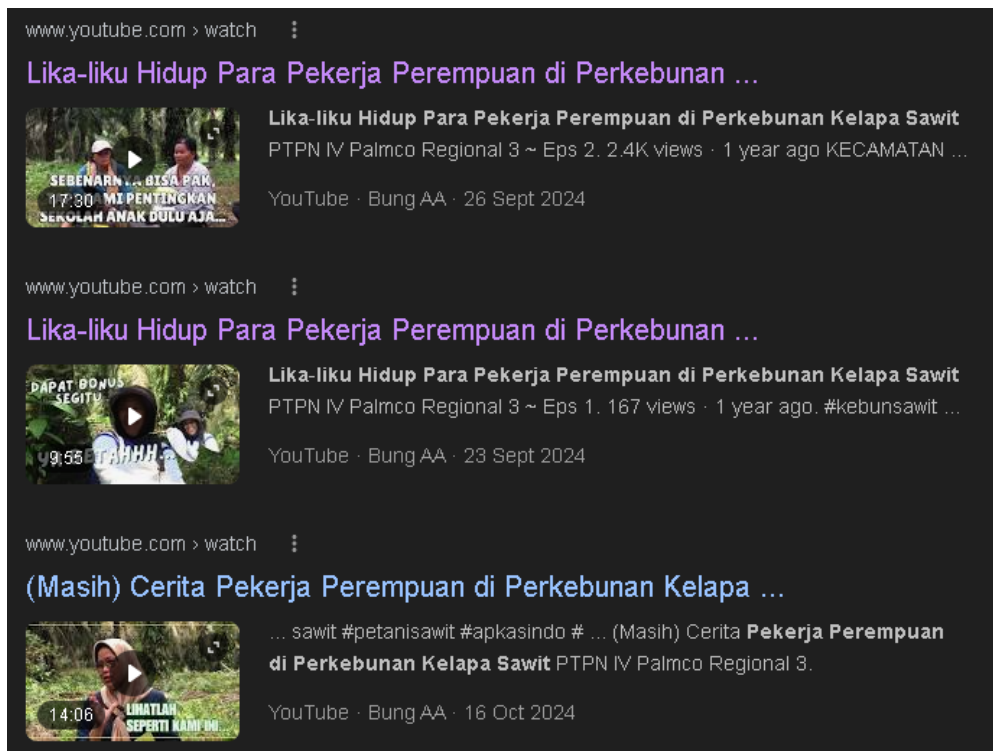 www.youtube.com › watch
Lika-liku Hidup Para Pekerja Perempuan di Perkebunan ...
SEBENARNYA BISA PAK,
17:30 MI PENTINGKAN
SEKOLAH ANAK DULU AJA...
Lika-liku Hidup Para Pekerja Perempuan di Perkebunan Kelapa Sawit
PTPN IV Palmco Regional 3 ~ Eps 2. 2.4K views · 1 year ago KECAMATAN ...
YouTube · Bung AA · 26 Sept 2024
www.youtube.com › watch
Lika-liku Hidup Para Pekerja Perempuan di Perkebunan ...
DAPAT BONUS
SEGITU
9:55
Lika-liku Hidup Para Pekerja Perempuan di Perkebunan Kelapa Sawit
PTPN IV Palmco Regional 3 ~ Eps 1. 167 views · 1 year ago. #kebunsawit ...
YouTube · Bung AA · 23 Sept 2024
www.youtube.com › watch
(Masih) Cerita Pekerja Perempuan di Perkebunan Kelapa ...
14:06
LIHATLAH
SEPERTI KAMI INI...
... sawit #petanisawit #apkasindo # ... (Masih) Cerita Pekerja Perempuan
di Perkebunan Kelapa Sawit PTPN IV Palmco Regional 3.
YouTube · Bung AA · 16 Oct 2024